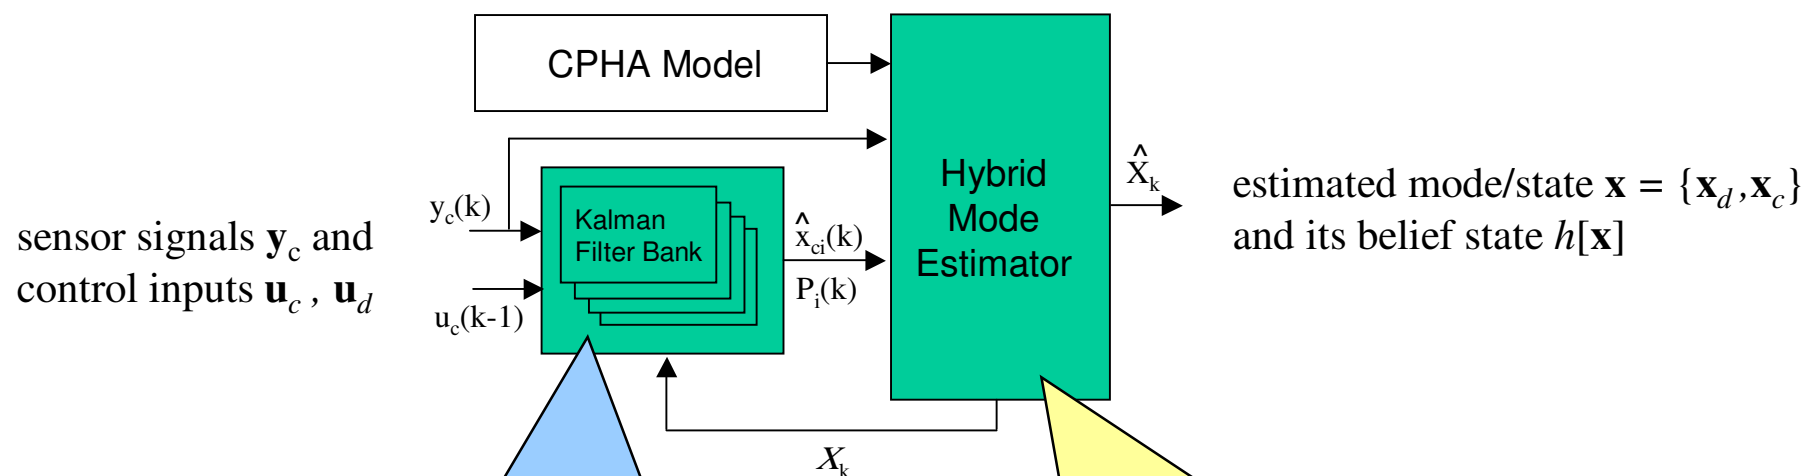 CPHA Model
sensor signals y_c and
control inputs u_c , u_d
y_c(k)
u_c(k-1)
Kalman
Filter Bank
x̂_ci(k)
P_i(k)
Hybrid
Mode
Estimator
X̂_k
estimated mode/state x = {x_d,x_c}
and its belief state h[x]
X_k